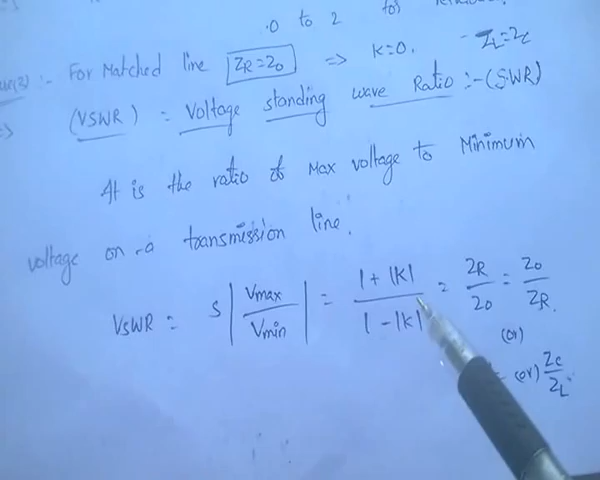 .0 to 2 for
(3) :- For Matched line ZR=Z0 => K=0. - ZL=Zc
=> (VSWR) = Voltage standing wave Ratio :- (SWR)
It is the ratio of Max voltage to Minimum
voltage on a transmission line.
VSWR = S |Vmax/Vmin| = 1 + |K| / 1 - |K| = ZR/Z0 = Z0/ZR.
(or)
= (or) Zc/ZL.